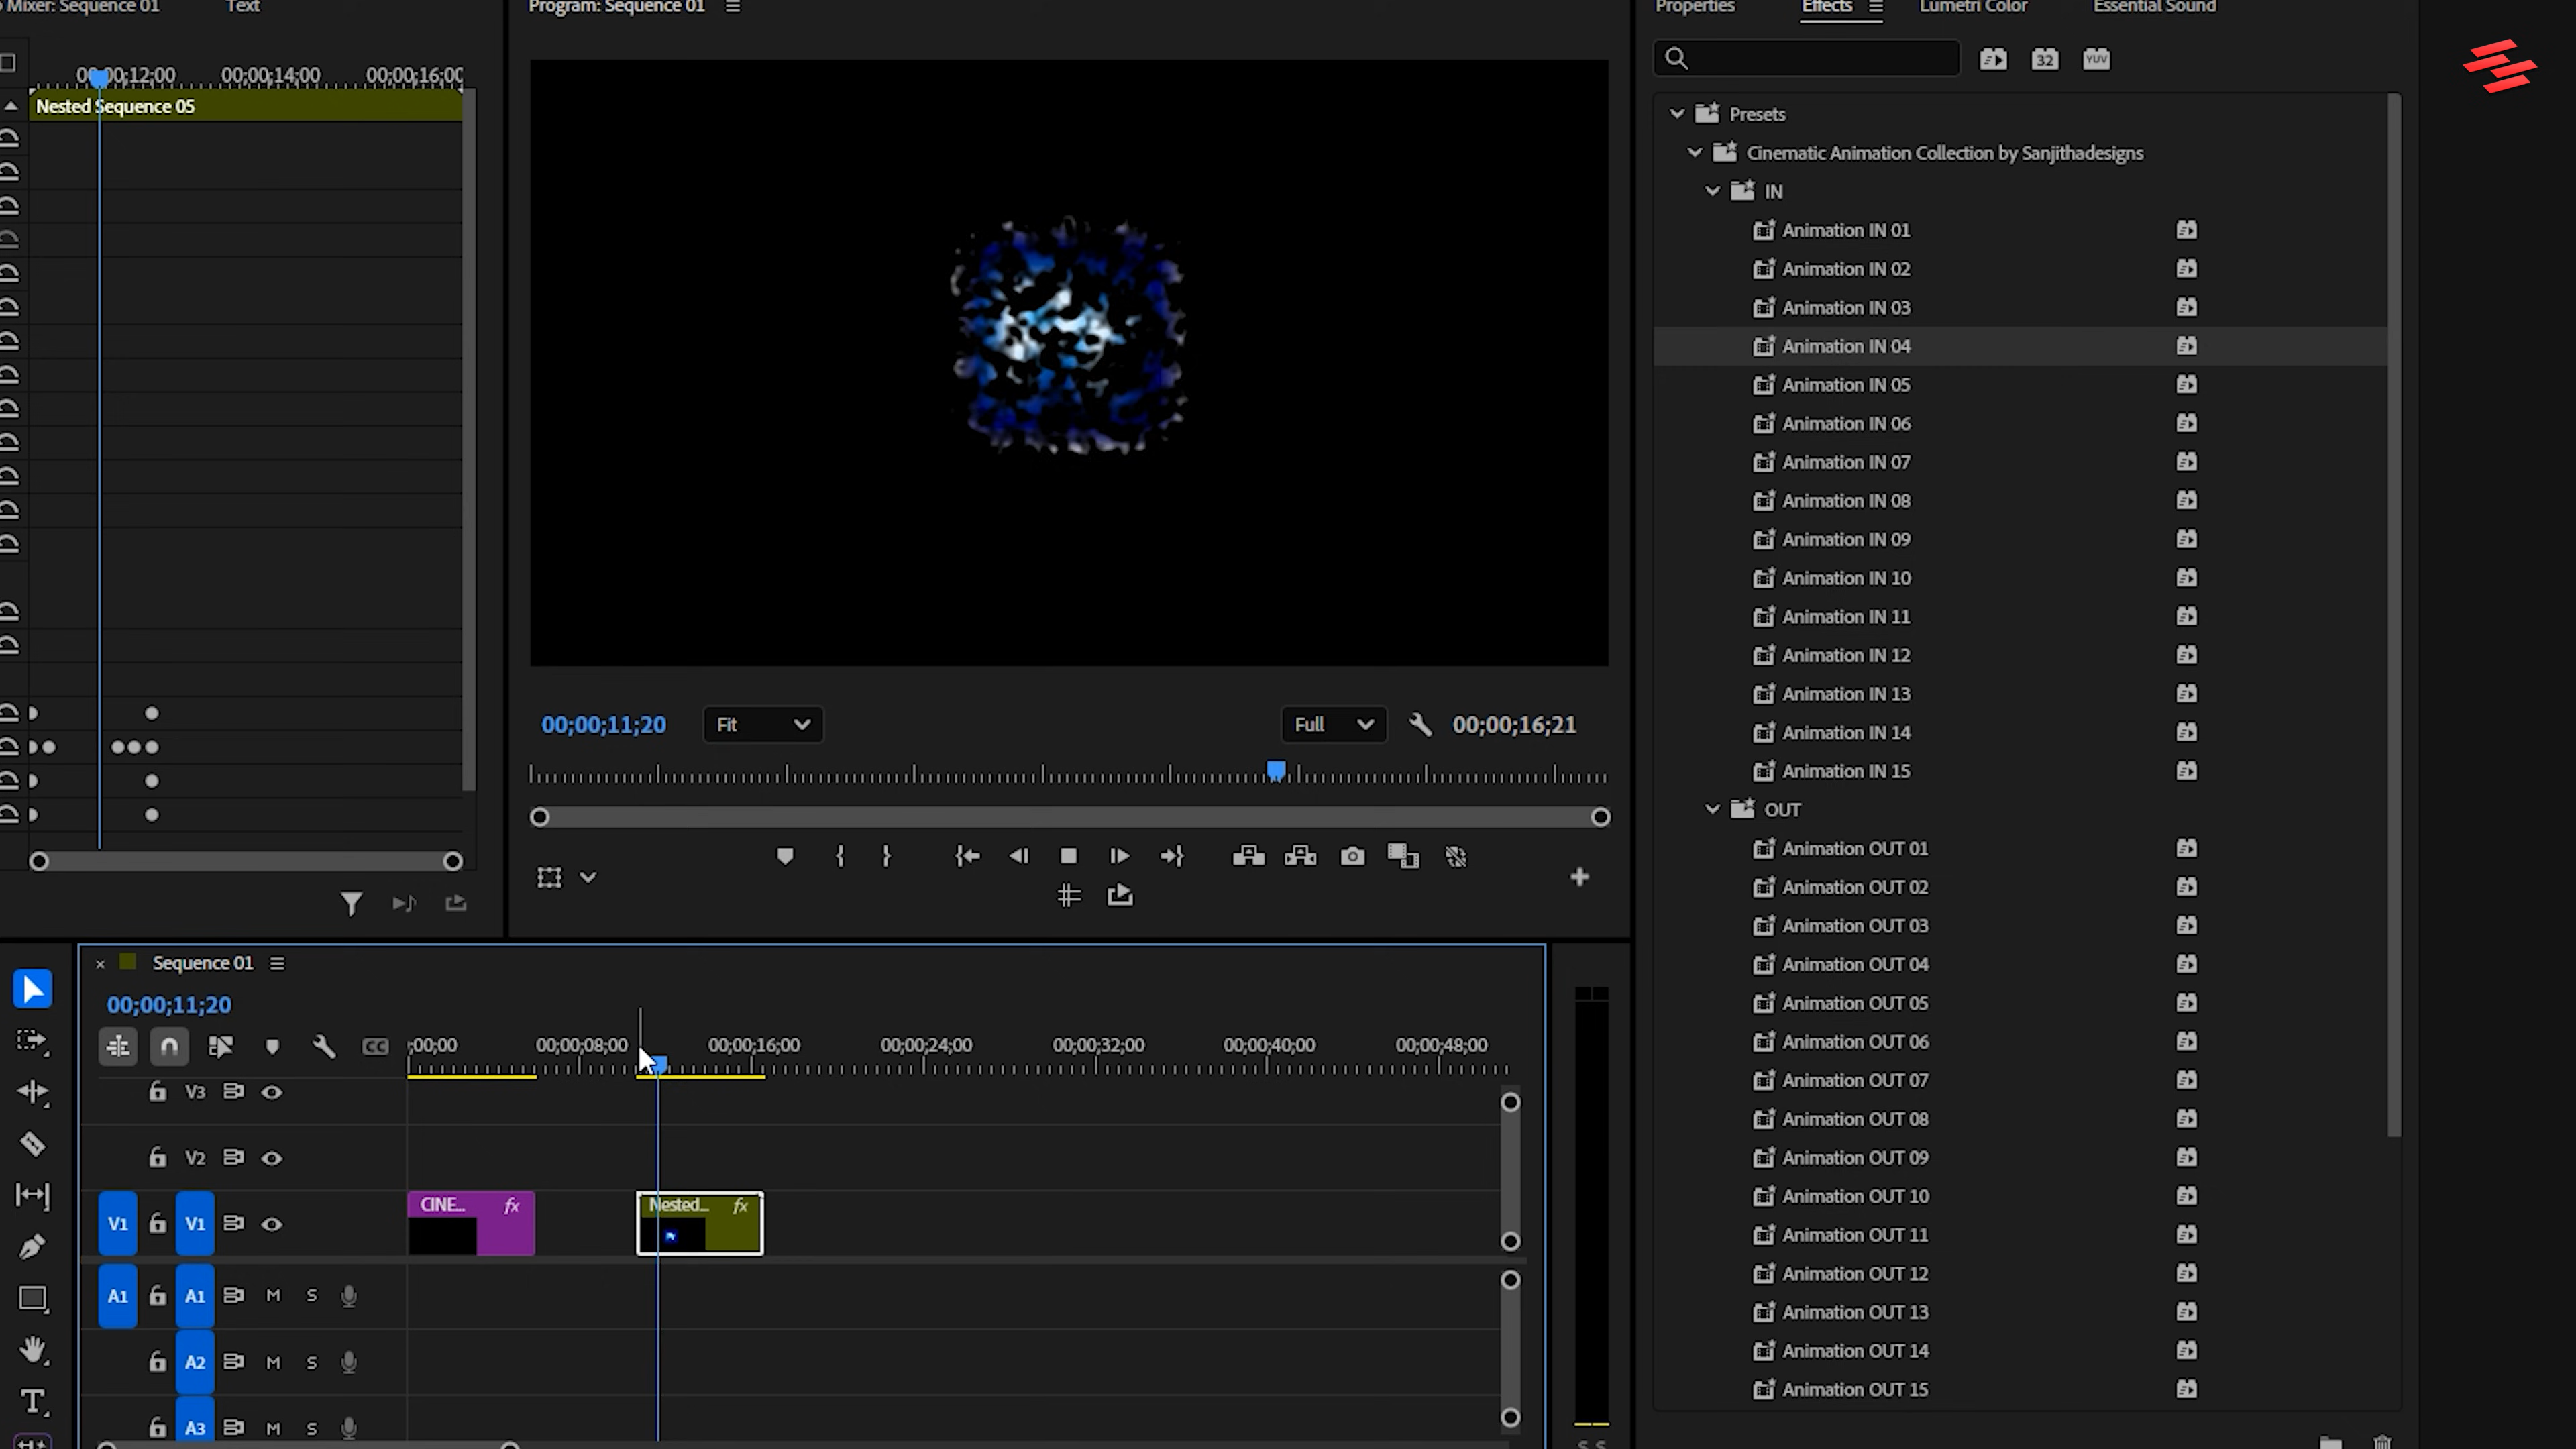 Mixer: Sequence 01
Text
00;00;12;00
00;00;14;00
00;00;16;00
Nested Sequence 05
Program: Sequence 01
00;00;11;20
Fit
Full
00;00;16;21
Properties
Effects
Lumetri Color
Essential Sound
32
YUV
Presets
Cinematic Animation Collection by Sanjithadesigns
IN
Animation IN 01
Animation IN 02
Animation IN 03
Animation IN 04
Animation IN 05
Animation IN 06
Animation IN 07
Animation IN 08
Animation IN 09
Animation IN 10
Animation IN 11
Animation IN 12
Animation IN 13
Animation IN 14
Animation IN 15
OUT
Animation OUT 01
Animation OUT 02
Animation OUT 03
Animation OUT 04
Animation OUT 05
Animation OUT 06
Animation OUT 07
Animation OUT 08
Animation OUT 09
Animation OUT 10
Animation OUT 11
Animation OUT 12
Animation OUT 13
Animation OUT 14
Animation OUT 15
× Sequence 01
00;00;11;20
CC
;00;00
00;00;08;00
00;00;16;00
00;00;24;00
00;00;32;00
00;00;40;00
00;00;48;00
V3
V2
V1 V1
CINE... fx
Nested... fx
A1 A1 M S
A2 M S
A3 M S
S S